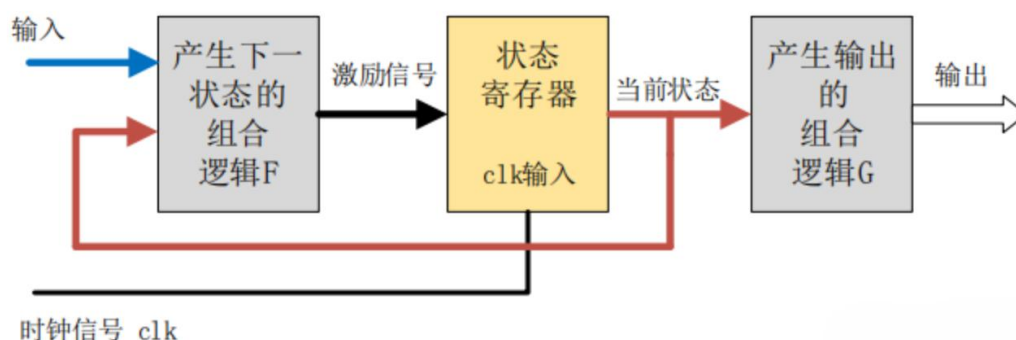 输入
产生下一
状态的
组合
逻辑F
激励信号
状态
寄存器
clk输入
当前状态
产生输出
的
组合
逻辑G
输出
时钟信号 clk